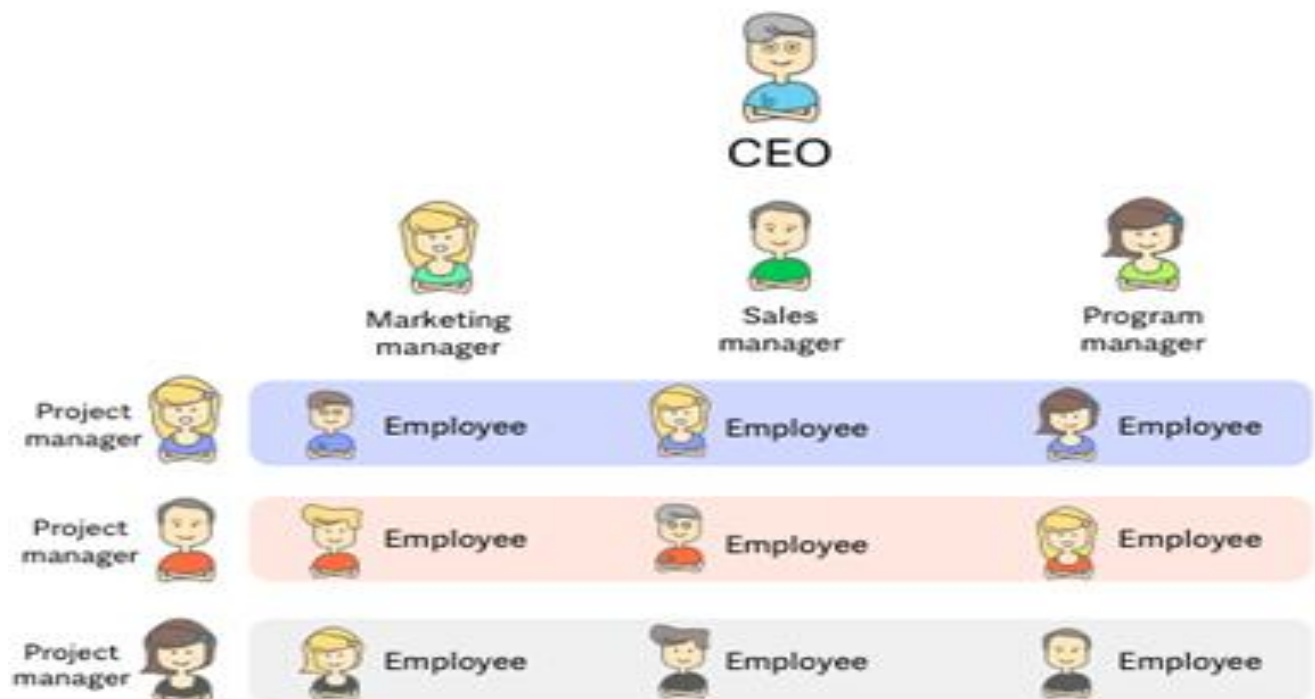 CEO
Marketing
manager
Sales
manager
Program
manager
Project
manager
Employee
Employee
Employee
Project
manager
Employee
Employee
Employee
Project
manager
Employee
Employee
Employee